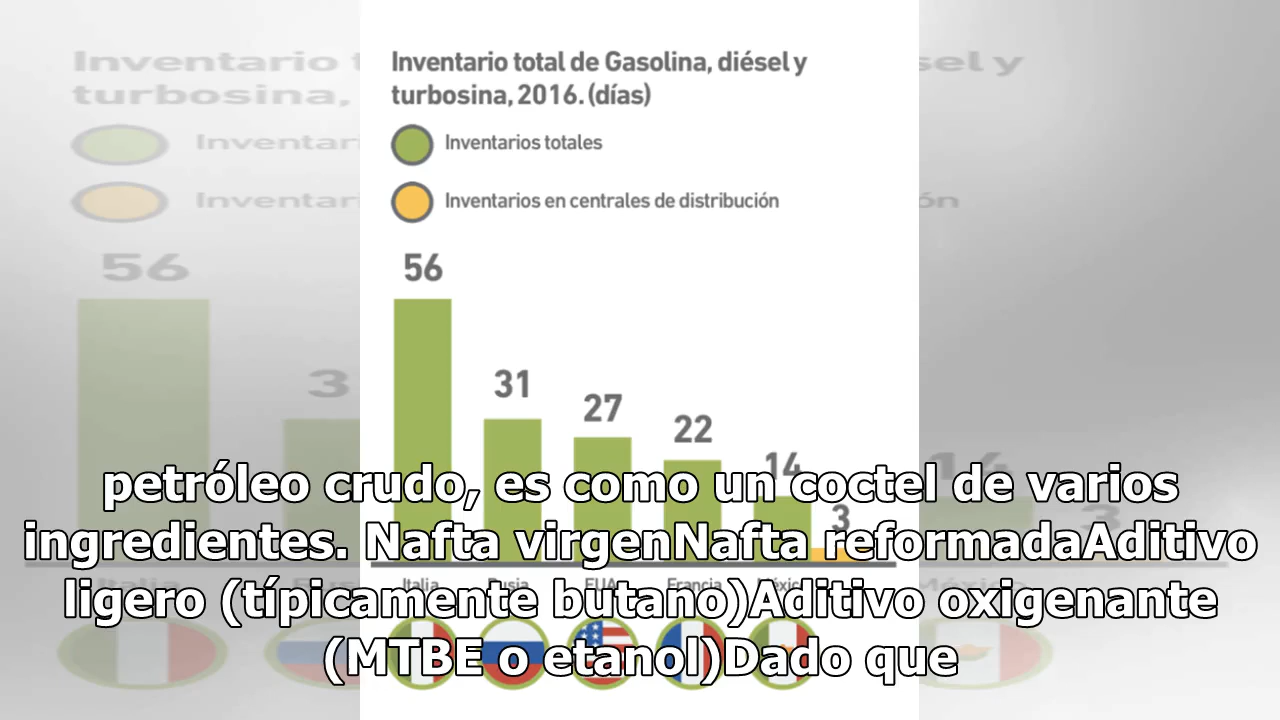 Inventario total de Gasolina, diésel y
turbosina, 2016. (días)
Inventarios totales
Inventarios en centrales de distribución
56
31
27
22
14
3
Italia
Rusia
EUA
Francia
México
petróleo crudo, es como un coctel de varios
ingredientes. Nafta virgenNafta reformadaAditivo
ligero (típicamente butano)Aditivo oxigenante
(MTBE o etanol)Dado que